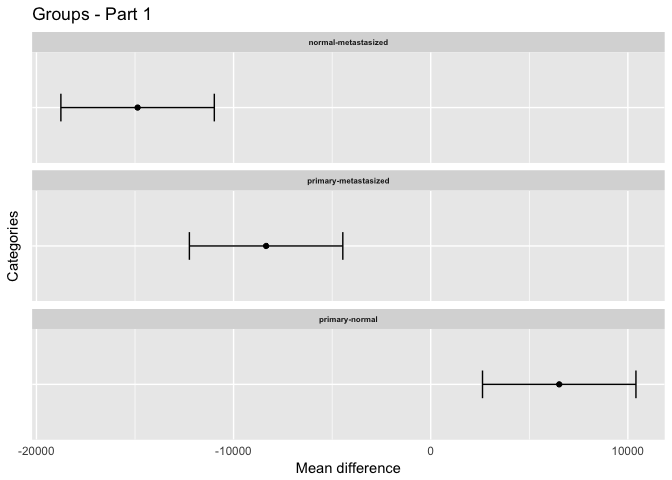 Groups - Part 1
normal-metastasized
primary-metastasized
Categories
primary-normal
-20000 -10000 0 10000
Mean difference